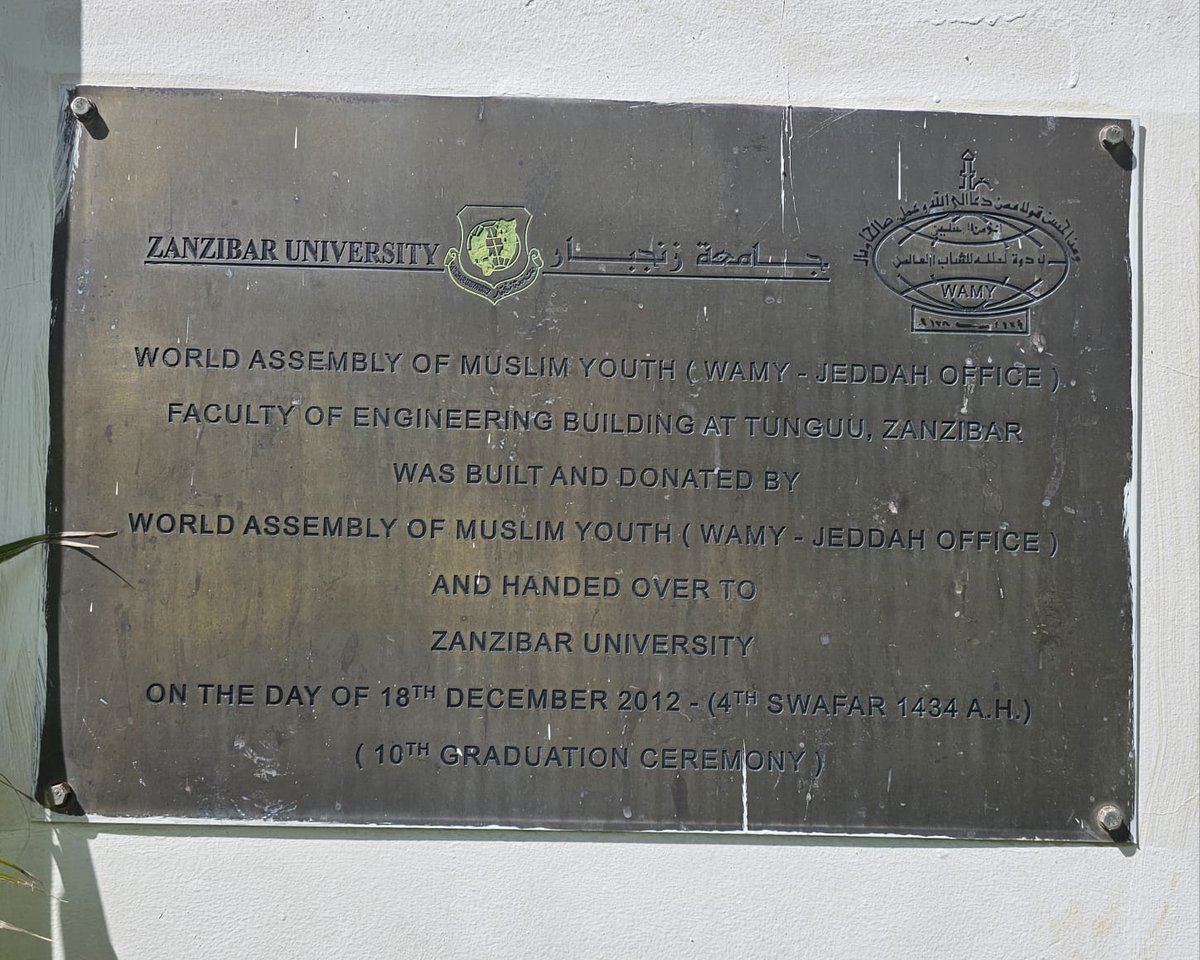 ZANZIBAR UNIVERSITY
جامعة زنجبار
WAMY
WORLD ASSEMBLY OF MUSLIM YOUTH ( WAMY - JEDDAH OFFICE )
FACULTY OF ENGINEERING BUILDING AT TUNGUU, ZANZIBAR
WAS BUILT AND DONATED BY
WORLD ASSEMBLY OF MUSLIM YOUTH ( WAMY - JEDDAH OFFICE )
AND HANDED OVER TO
ZANZIBAR UNIVERSITY
ON THE DAY OF 18TH DECEMBER 2012 - (4TH SWAFAR 1434 A.H.)
( 10TH GRADUATION CEREMONY )